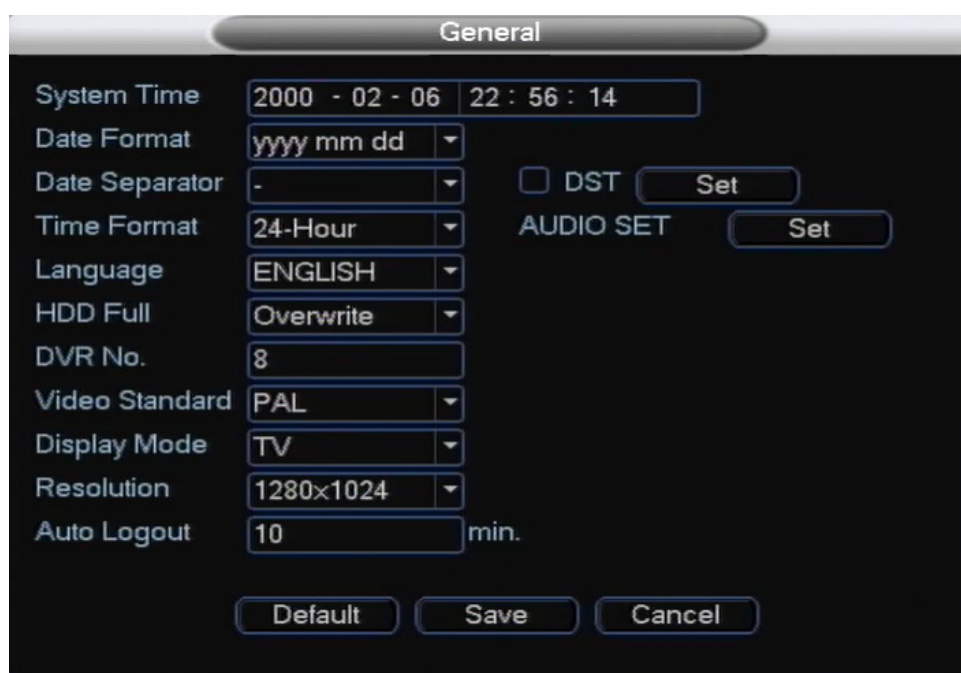 General
System Time 2000 - 02 - 06 22 : 56 : 14
Date Format yyyy mm dd
Date Separator - DST Set
Time Format 24-Hour AUDIO SET Set
Language ENGLISH
HDD Full Overwrite
DVR No. 8
Video Standard PAL
Display Mode TV
Resolution 1280×1024
Auto Logout 10 min.
Default Save Cancel